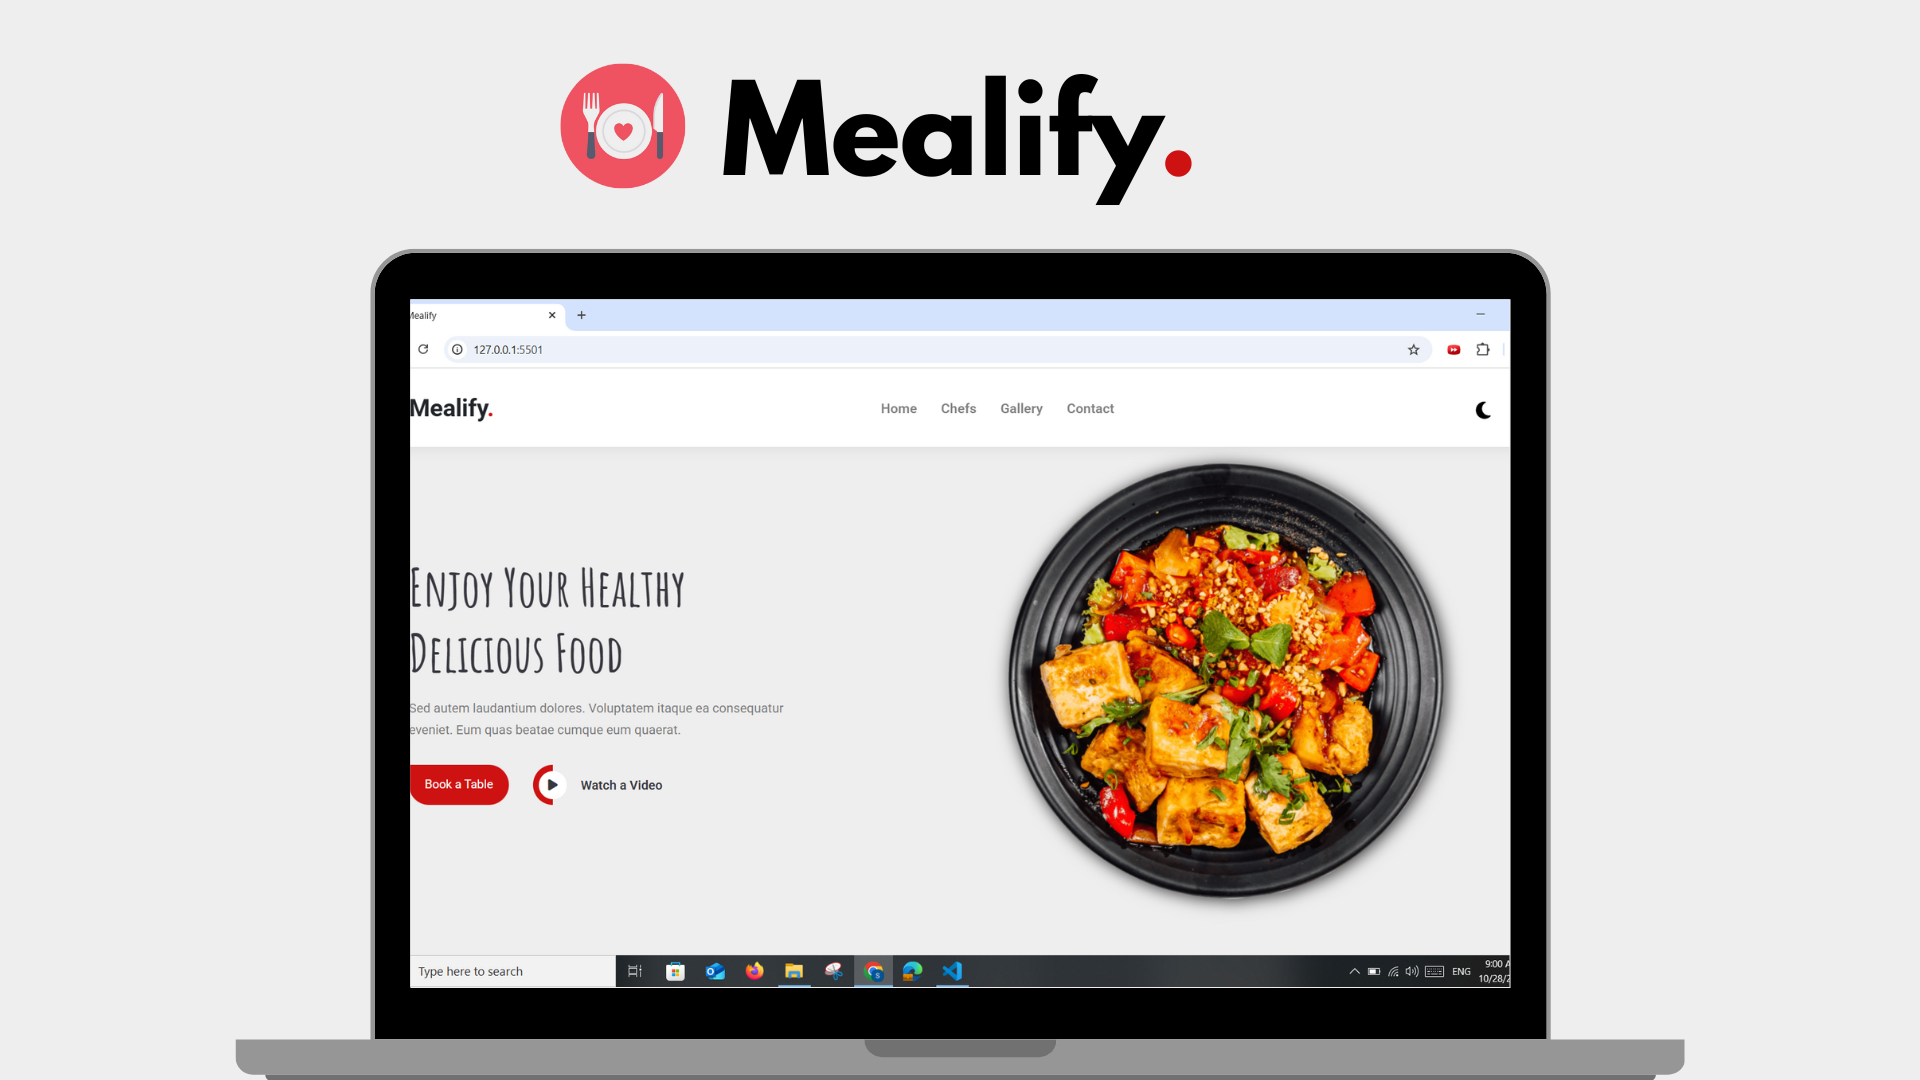 Mealify.
Mealify
127.0.0.1:5501
Mealify.
Home Chefs Gallery Contact
Enjoy Your Healthy
Delicious Food
Sed autem laudantium dolores. Voluptatem itaque ea consequatur
eveniet. Eum quas beatae cumque eum quaerat.
Book a Table Watch a Video
Type here to search
ENG
9:00 A
10/28/2